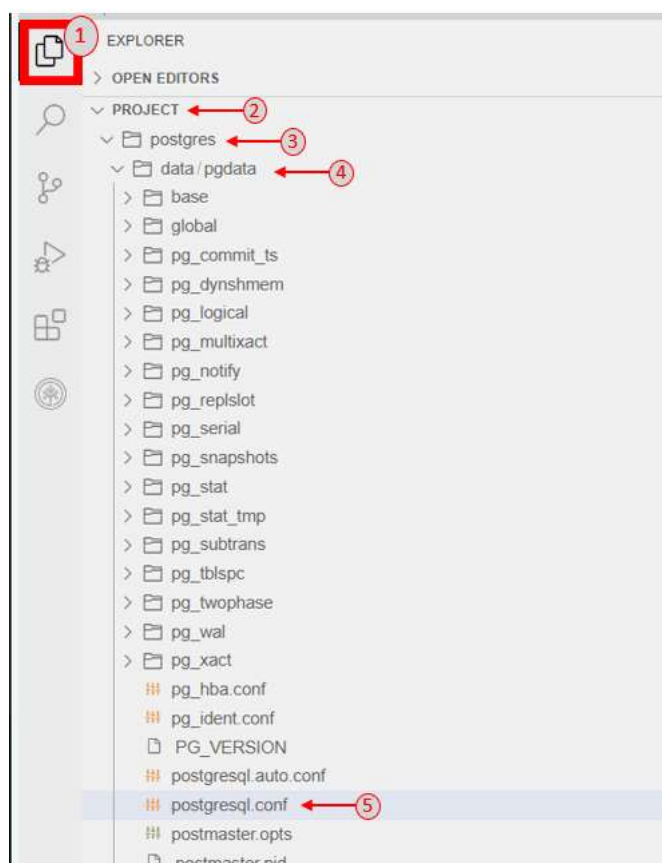 1 EXPLORER
OPEN EDITORS
PROJECT 2
postgres 3
data/pgdata 4
base
global
pg_commit_ts
pg_dynshmem
pg_logical
pg_multixact
pg_notify
pg_replslot
pg_serial
pg_snapshots
pg_stat
pg_stat_tmp
pg_subtrans
pg_tblspc
pg_twophase
pg_wal
pg_xact
pg_hba.conf
pg_ident.conf
PG_VERSION
postgresql.auto.conf
postgresql.conf 5
postmaster.opts
postmaster.pid